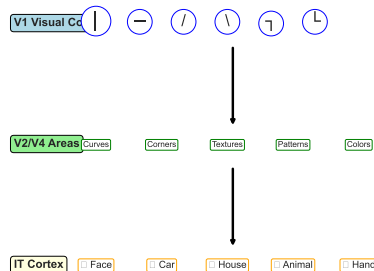 V1 Visual Co
V2/V4 Areas Curves Corners Textures Patterns Colors
IT Cortex Face Car House Animal Hand